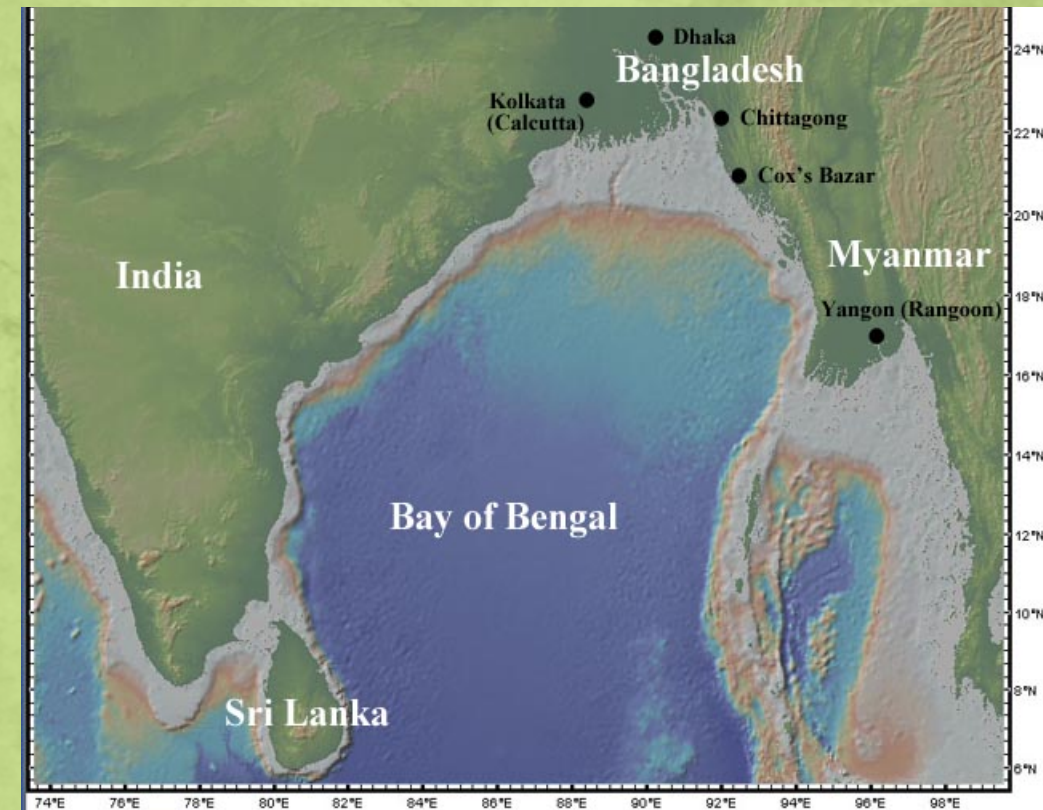 Dhaka
Bangladesh
Kolkata
(Calcutta)
Chittagong
Cox's Bazar
India
Myanmar
Yangon (Rangoon)
Bay of Bengal
Sri Lanka
24°N
22°N
20°N
18°N
16°N
14°N
12°N
10°N
8°N
6°N
74°E 76°E 78°E 80°E 82°E 84°E 86°E 88°E 90°E 92°E 94°E 96°E 98°E